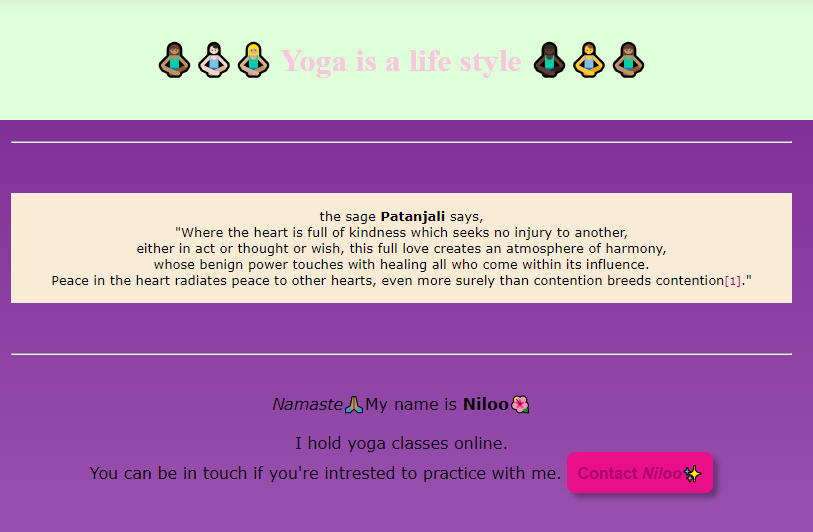 Yoga is a life style
the sage Patanjali says,
"Where the heart is full of kindness which seeks no injury to another,
either in act or thought or wish, this full love creates an atmosphere of harmony,
whose benign power touches with healing all who come within its influence.
Peace in the heart radiates peace to other hearts, even more surely than contention breeds contention[1]."
Namaste🙏🏽My name is Niloo🌺
I hold yoga classes online.
You can be in touch if you're intrested to practice with me. Contact Niloo✨